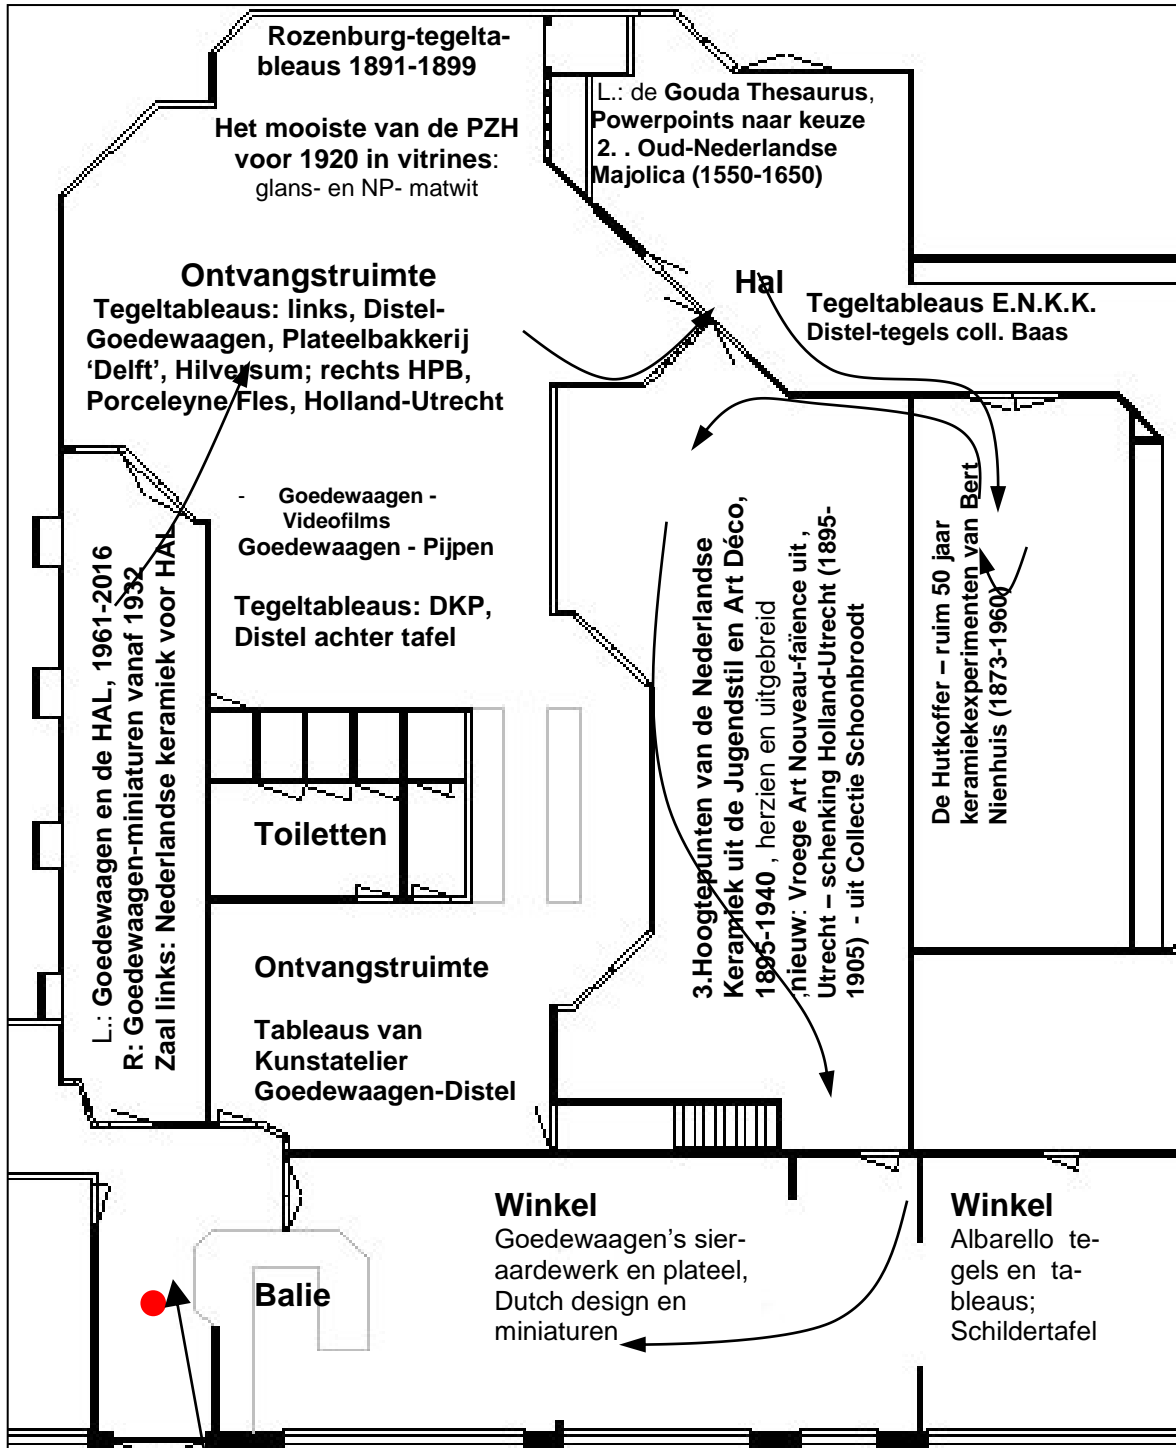 Rozenburg-tegelta-
bleaus 1891-1899
Het mooiste van de PZH
voor 1920 in vitrines:
glans- en NP- matwit
L.: de Gouda Thesaurus,
Powerpoints naar keuze
2. . Oud-Nederlandse
Majolica (1550-1650)
Ontvangstruimte
Tegeltableaus: links, Distel-
Goedewaagen, Plateelbakkerij
‘Delft’, Hilversum; rechts HPB,
Porceleyne Fles, Holland-Utrecht
Hal
Tegeltableaus E.N.K.K.
Distel-tegels coll. Baas
- Goedewaagen -
Videofilms
Goedewaagen - Pijpen
Tegeltableaus: DKP,
Distel achter tafel
L.: Goedewaagen en de HAL, 1961-2016
R: Goedewaagen-miniaturen vanaf 1932
Zaal links: Nederlandse keramiek voor HAL
3.Hoogtepunten van de Nederlandse
Keramiek uit de Jugendstil en Art Déco,
1895-1940 , herzien en uitgebreid
,nieuw: Vroege Art Nouveau-faïence uit ,
Utrecht – schenking Holland-Utrecht (1895-
1905) - uit Collectie Schoonbroodt
De Hutkoffer – ruim 50 jaar
keramiekexperimenten van Bert
Nienhuis (1873-1960)
Toiletten
Ontvangstruimte
Tableaus van
Kunstatelier
Goedewaagen-Distel
Balie
Winkel
Goedewaagen's sier-
aardewerk en plateel,
Dutch design en
miniaturen
Winkel
Albarello te-
gels en ta-
bleaus;
Schildertafel